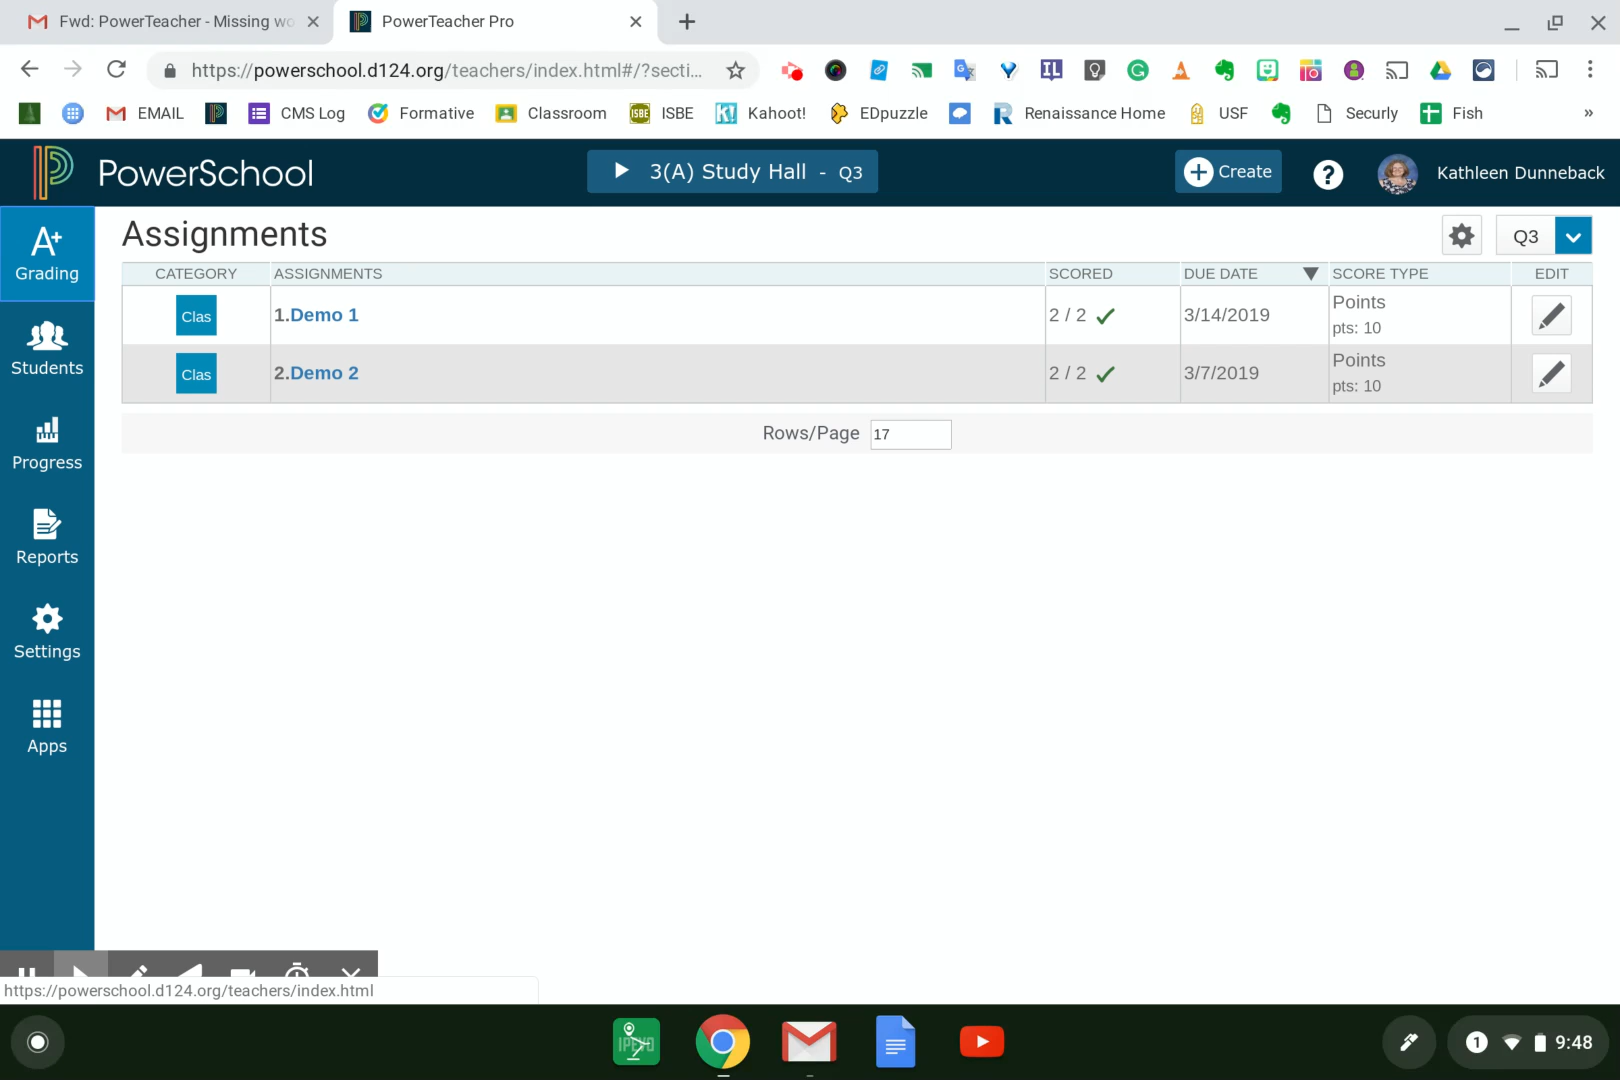 Fwd: PowerTeacher - Missing wo
PowerTeacher Pro
https://powerschool.d124.org/teachers/index.html#/?secti...
EMAIL
CMS Log
Formative
Classroom
ISBE
ISBE
K!
Kahoot!
EDpuzzle
Renaissance Home
USF
Securly
Fish
»
PowerSchool
3(A) Study Hall - Q3
Create
?
Kathleen Dunneback
A+
Grading
Students
Progress
Reports
Settings
Apps
Assignments
Q3
CATEGORY ASSIGNMENTS SCORED DUE DATE SCORE TYPE EDIT
Clas 1.Demo 1 2 / 2 3/14/2019 Points
pts: 10
Clas 2.Demo 2 2 / 2 3/7/2019 Points
pts: 10
Rows/Page 17
https://powerschool.d124.org/teachers/index.html
IPEVO
1 9:48